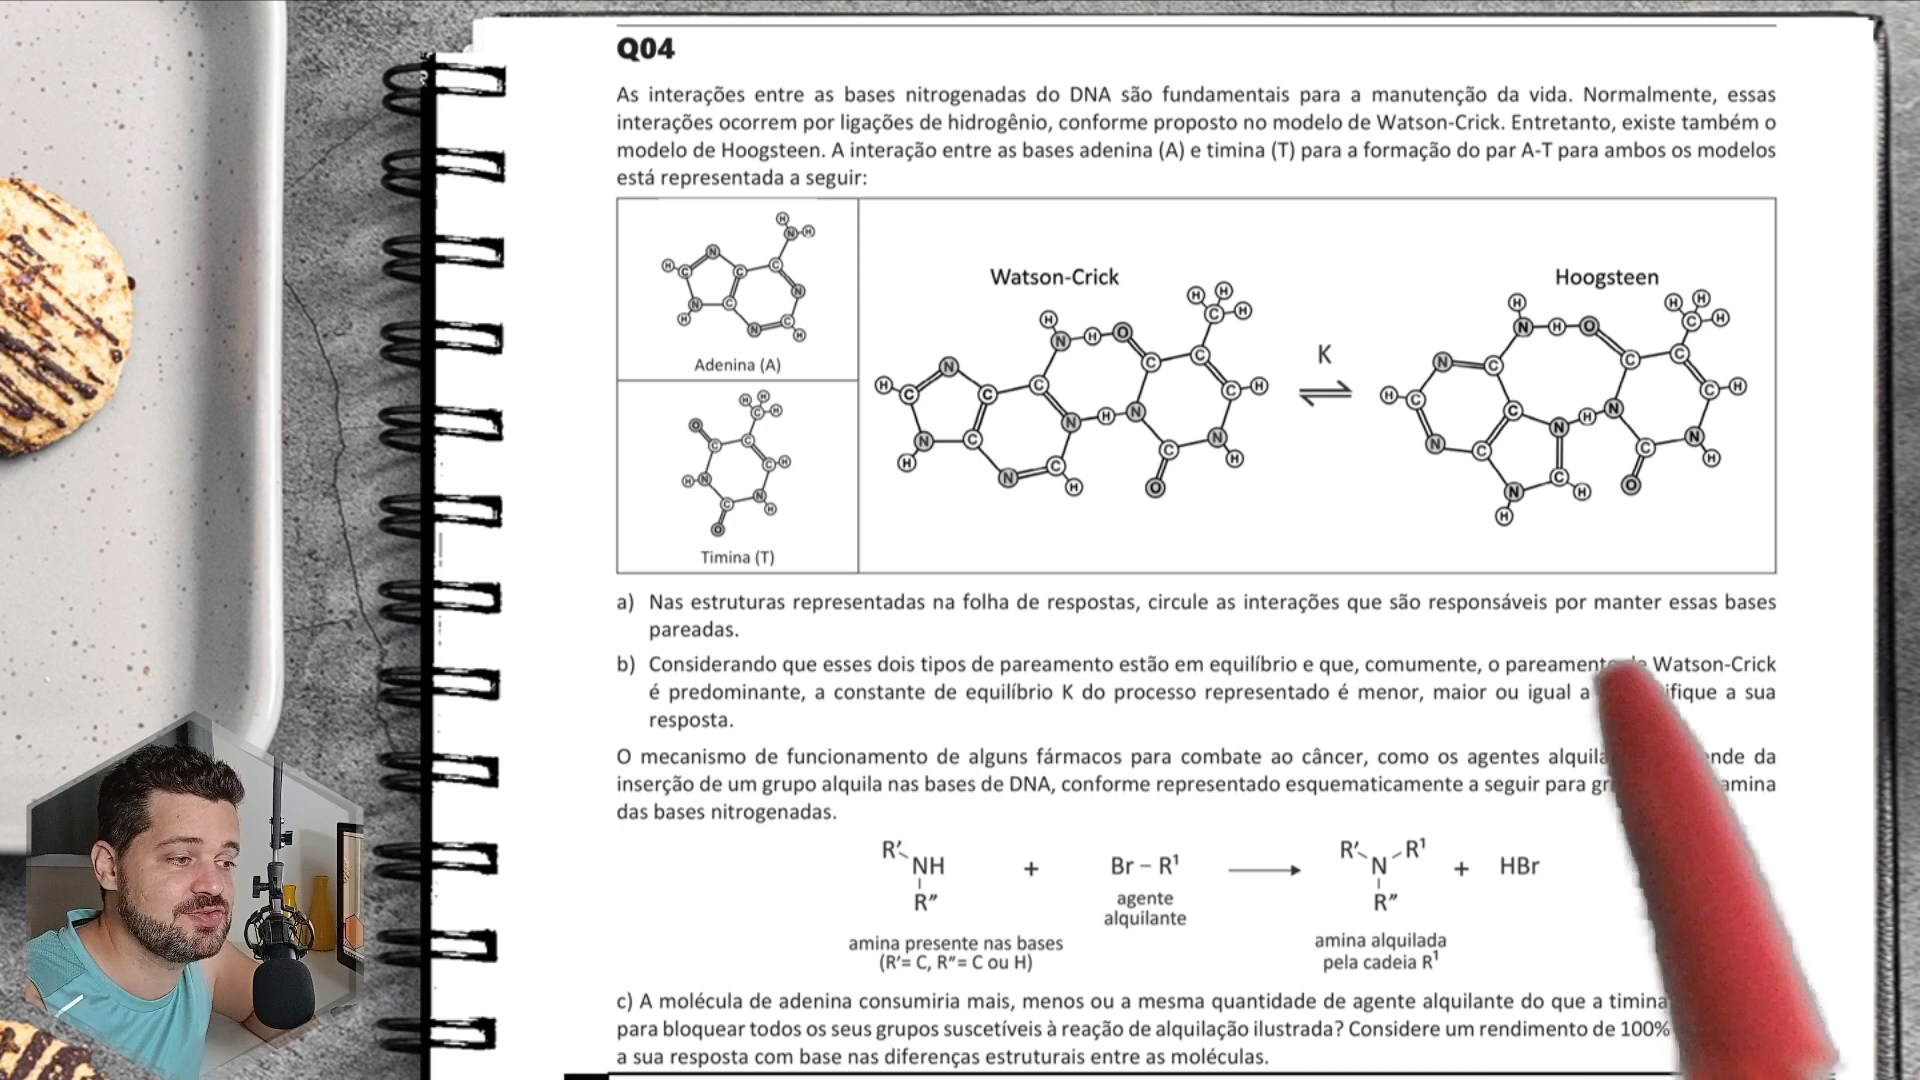 Q04
As interações entre as bases nitrogenadas do DNA são fundamentais para a manutenção da vida. Normalmente, essas
interações ocorrem por ligações de hidrogênio, conforme proposto no modelo de Watson-Crick. Entretanto, existe também o
modelo de Hoogsteen. A interação entre as bases adenina (A) e timina (T) para a formação do par A-T para ambos os modelos
está representada a seguir:
Adenina (A)
Timina (T)
Watson-Crick
K
Hoogsteen
a) Nas estruturas representadas na folha de respostas, circule as interações que são responsáveis por manter essas bases
pareadas.
b) Considerando que esses dois tipos de pareamento estão em equilíbrio e que, comumente, o Watson-Crick
é predominante, a constante de equilíbrio K do processo representado é menor, maior ou igual a a sua
resposta.
O mecanismo de funcionamento de alguns fármacos para combate ao câncer, como os agentes da
inserção de um grupo alquila nas bases de DNA, conforme representado esquematicamente a seguir para amina
das bases nitrogenadas.
R' NH R" + Br – R¹ → R' N R¹ R" + HBr
agente
alquilante
amina presente nas bases
(R'= C, R"= C ou H)
amina alquilada
pela cadeia R¹
c) A molécula de adenina consumiria mais, menos ou a mesma quantidade de agente alquilante do que a timina
para bloquear todos os seus grupos suscetíveis à reação de alquilação ilustrada? Considere um rendimento de 100%
a sua resposta com base nas diferenças estruturais entre as moléculas.